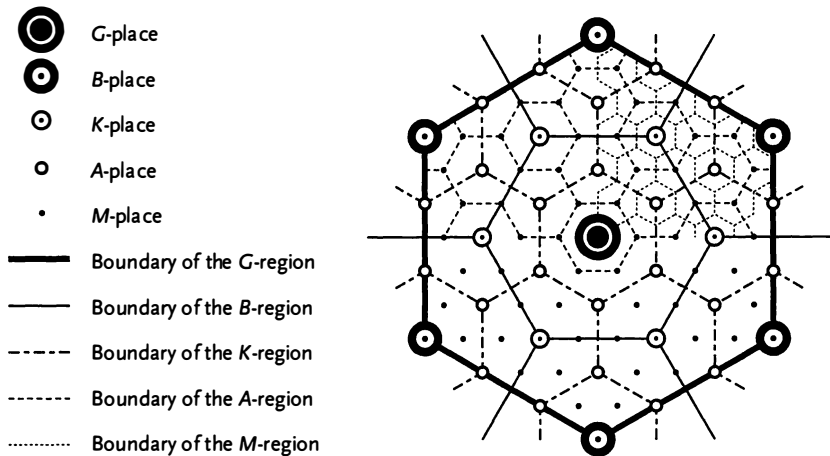 G-place
B-place
K-place
A-place
M-place
Boundary of the G-region
Boundary of the B-region
Boundary of the K-region
Boundary of the A-region
Boundary of the M-region